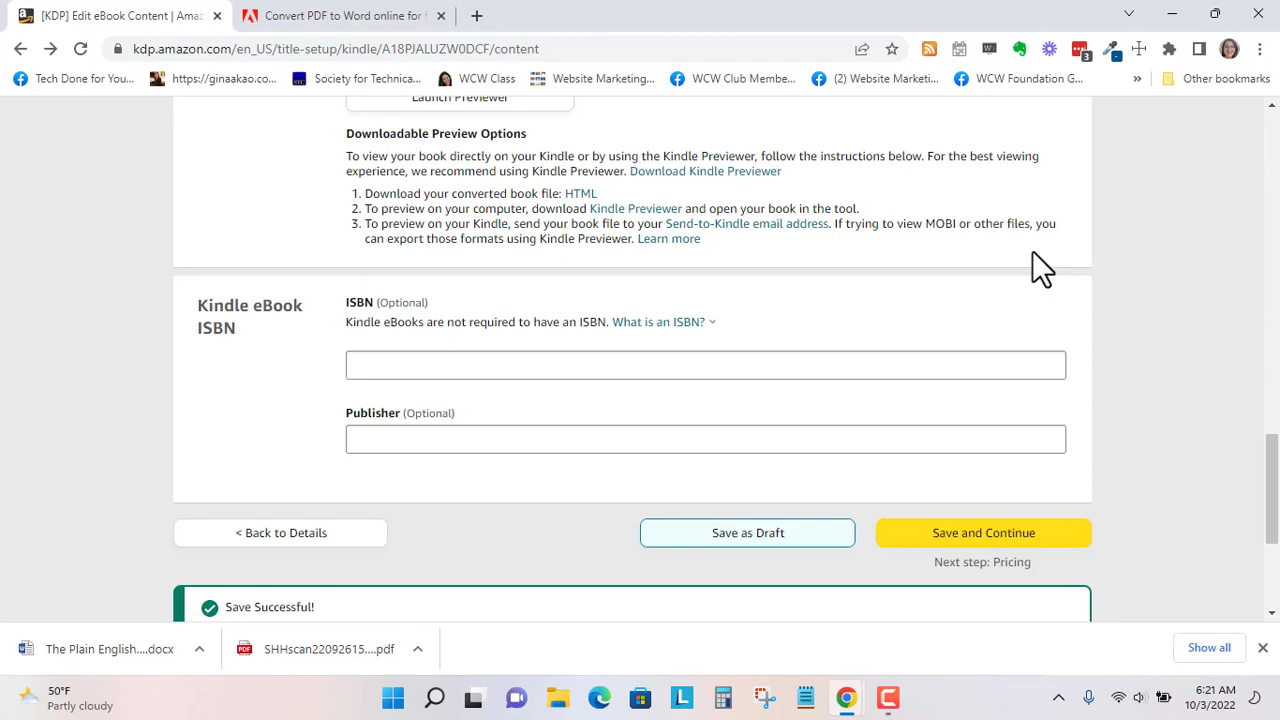 [KDP] Edit eBook Content | Amaz
Convert PDF to Word online for f
kdp.amazon.com/en_US/title-setup/kindle/A18PJALUZW0DCF/content
3
Tech Done for You...
https://ginaakao.co...
Society for Technica...
WCW Class
Website Marketing...
WCW Club Membe...
(2) Website Marketi...
WCW Foundation G...
»
Other bookmarks
Launch Previewer
Downloadable Preview Options
To view your book directly on your Kindle or by using the Kindle Previewer, follow the instructions below. For the best viewing
experience, we recommend using Kindle Previewer. Download Kindle Previewer
1. Download your converted book file: HTML
2. To preview on your computer, download Kindle Previewer and open your book in the tool.
3. To preview on your Kindle, send your book file to your Send-to-Kindle email address. If trying to view MOBI or other files, you
can export those formats using Kindle Previewer. Learn more
Kindle eBook
ISBN
ISBN (Optional)
Kindle eBooks are not required to have an ISBN. What is an ISBN?
Publisher (Optional)
< Back to Details
Save as Draft
Save and Continue
Next step: Pricing
Save Successful!
The Plain English....docx
PDF
SHHscan22092615....pdf
Show all
50°F
Partly cloudy
6:21 AM
10/3/2022